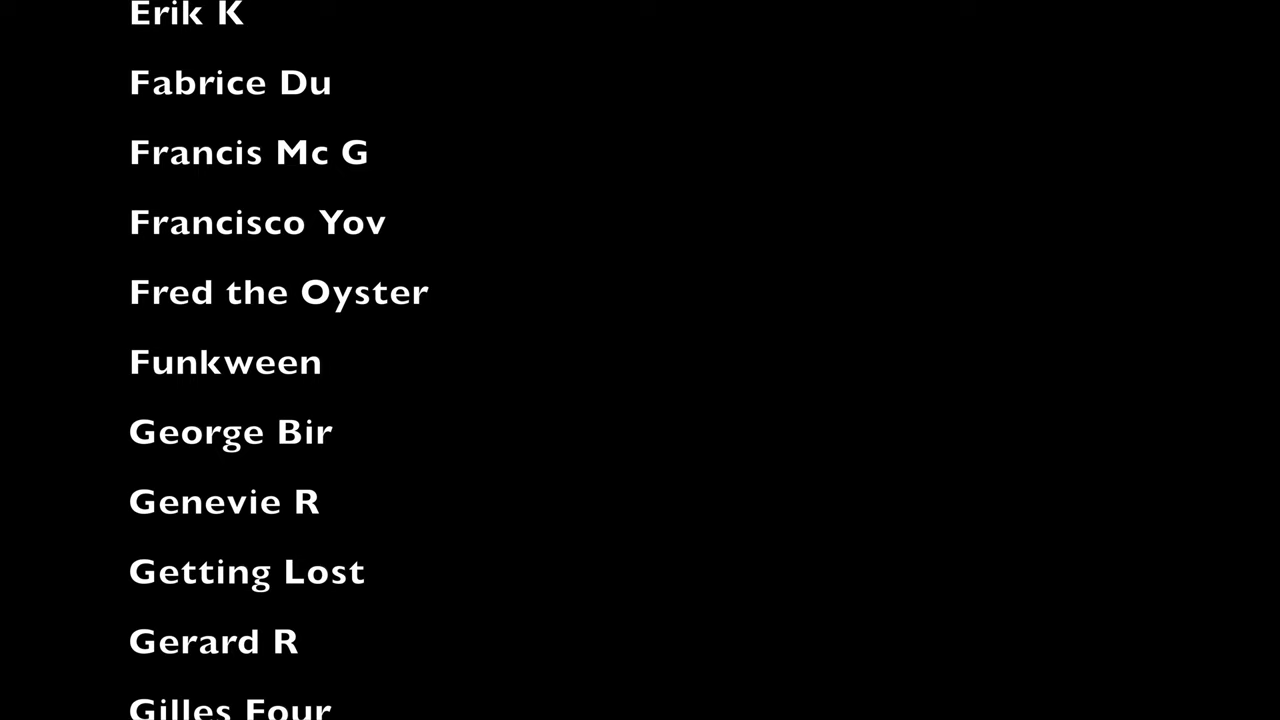 Erik K
Fabrice Du
Francis Mc G
Francisco Yov
Fred the Oyster
Funkween
George Bir
Genevie R
Getting Lost
Gerard R
Gilles Four